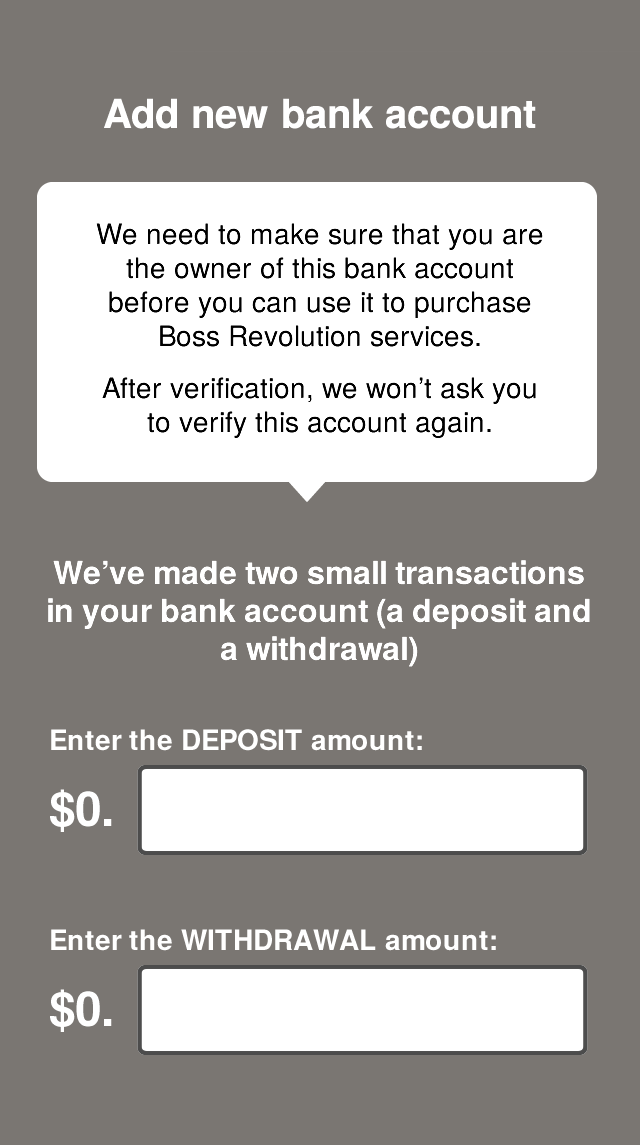 Add new bank account
We need to make sure that you are
the owner of this bank account
before you can use it to purchase
Boss Revolution services.
After verification, we won’t ask you
to verify this account again.
We’ve made two small transactions
in your bank account (a deposit and
a withdrawal)
Enter the DEPOSIT amount:
$0.
Enter the WITHDRAWAL amount:
$0.